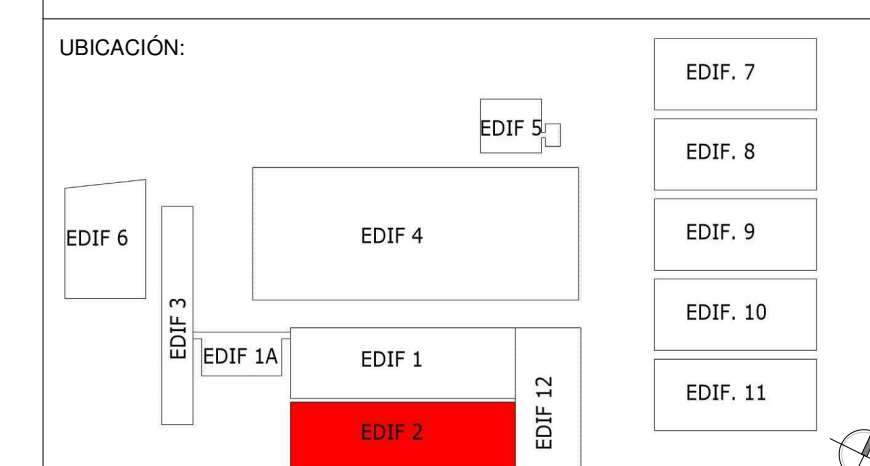 UBICACIÓN:
EDIF. 7
EDIF 5
EDIF. 8
EDIF 6
EDIF 4
EDIF. 9
EDIF 3
EDIF. 10
EDIF 1A
EDIF 1
EDIF 12
EDIF. 11
EDIF 2